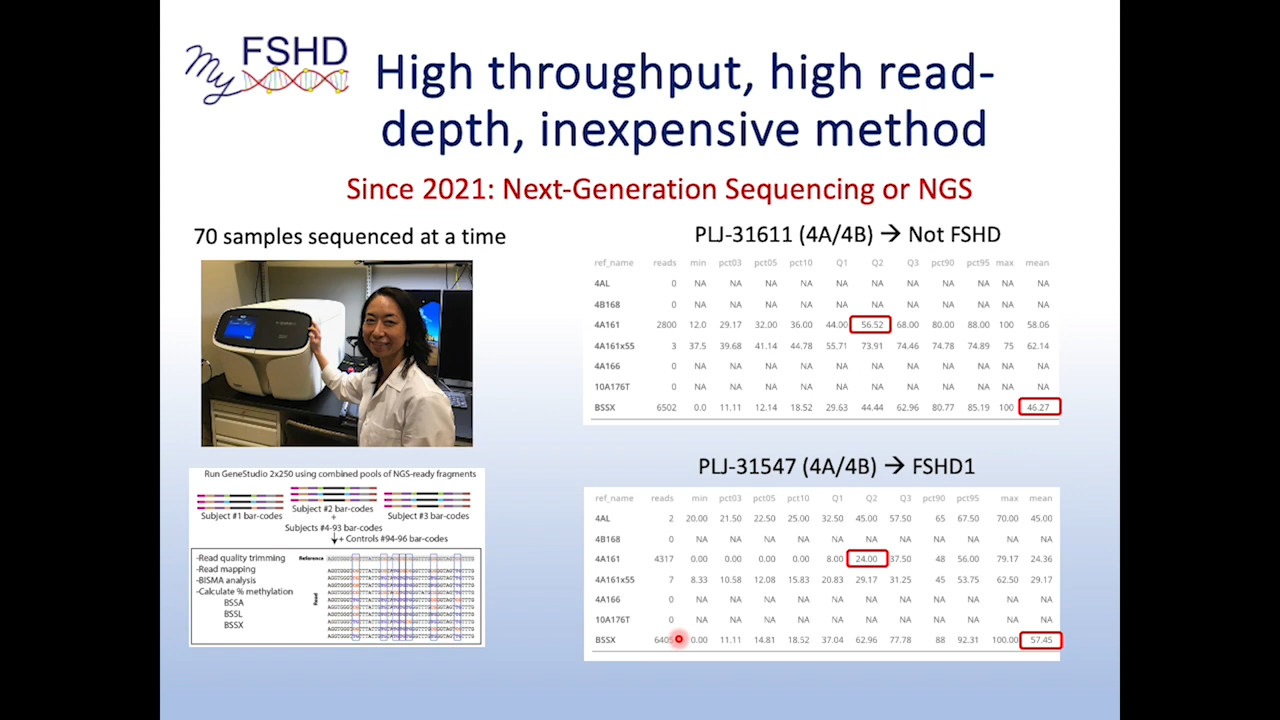 My FSHD
High throughput, high read-
depth, inexpensive method
Since 2021: Next-Generation Sequencing or NGS
70 samples sequenced at a time
Run GeneStudio 2x250 using combined pools of NGS-ready fragments
Subject #1 bar-codes
Subject #2 bar-codes
Subject #3 bar-codes
+
Subjects #4-93 bar-codes
+ Controls #94-96 bar-codes
-Read quality trimming
-Read mapping
-BISMA analysis
-Calculate % methylation
BSSA
BSSL
BSSX
Reference
Read
PLJ-31611 (4A/4B) → Not FSHD
ref_name reads min pct03 pct05 pct10 Q1 Q2 Q3 pct90 pct95 max mean
4AL 0 NA NA NA NA NA NA NA NA NA NA NA
4B168 0 NA NA NA NA NA NA NA NA NA NA NA
4A161 2800 12.0 29.17 32.00 36.00 44.00 56.52 68.00 80.00 88.00 100 58.06
4A161x55 3 37.5 39.68 41.14 44.78 55.71 73.91 74.46 74.78 74.89 75 62.14
4A166 0 NA NA NA NA NA NA NA NA NA NA NA
10A176T 0 NA NA NA NA NA NA NA NA NA NA NA
BSSX 6502 0.0 11.11 12.14 18.52 29.63 44.44 62.96 80.77 85.19 100 46.27
PLJ-31547 (4A/4B) → FSHD1
ref_name reads min pct03 pct05 pct10 Q1 Q2 Q3 pct90 pct95 max mean
4AL 2 20.00 21.50 22.50 25.00 32.50 45.00 57.50 65 67.50 70.00 45.00
4B168 0 NA NA NA NA NA NA NA NA NA NA NA
4A161 4317 0.00 0.00 0.00 0.00 8.00 24.00 37.50 48 56.00 79.17 24.36
4A161x55 7 8.33 10.58 12.08 15.83 20.83 29.17 31.25 45 53.75 62.50 29.17
4A166 0 NA NA NA NA NA NA NA NA NA NA NA
10A176T 0 NA NA NA NA NA NA NA NA NA NA NA
BSSX 6405 0.00 11.11 14.81 18.52 37.04 62.96 77.78 88 92.31 100.00 57.45